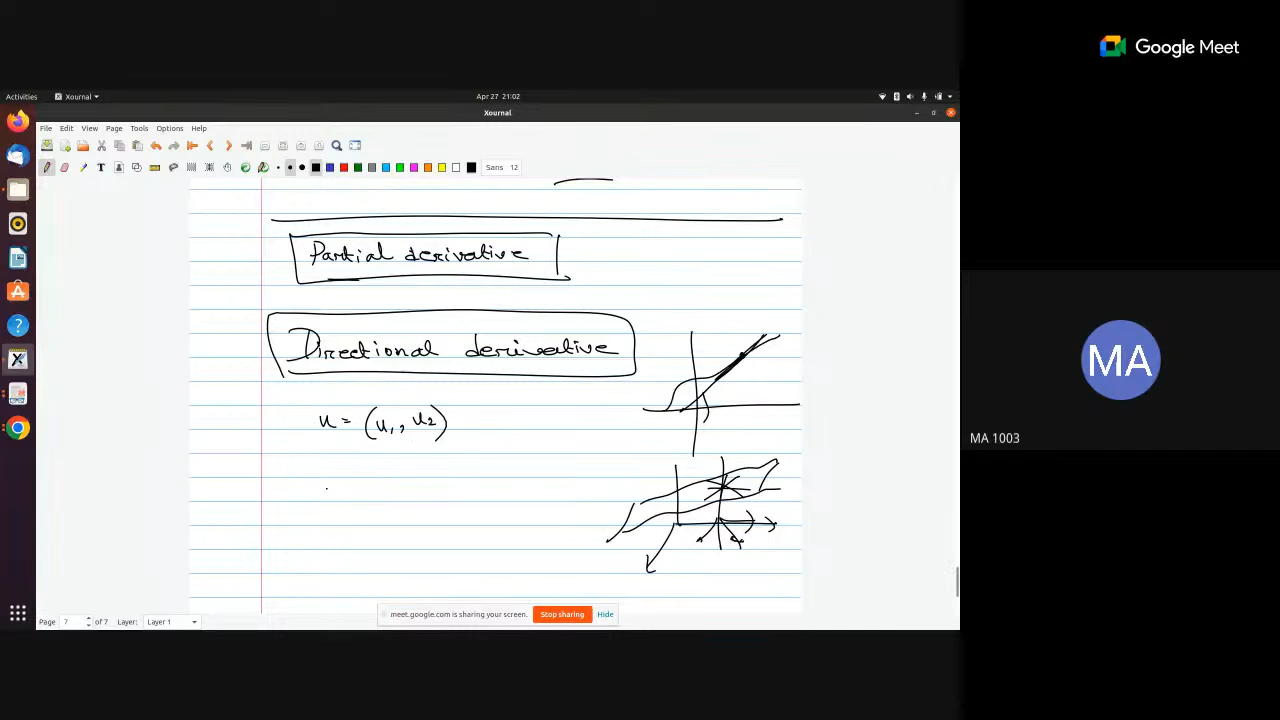 Google Meet
Activities Xournal Apr 27 21:02
Xournal
File Edit View Page Tools Options Help
Sans 12
Partial derivative
Directional derivative
u = (u1, u2)
MA
MA 1003
meet.google.com is sharing your screen. Stop sharing Hide
Page 7 of 7 Layer: Layer 1